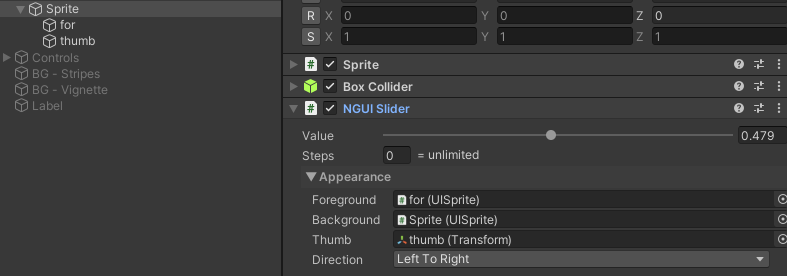 Sprite
for
thumb
Controls
BG - Stripes
BG - Vignette
Label
R X 0 Y 0 Z 0
S X 1 Y 1 Z 1
# Sprite
Box Collider
# NGUI Slider
Value 0.479
Steps 0 = unlimited
Appearance
Foreground # for (UISprite)
Background # Sprite (UISprite)
Thumb thumb (Transform)
Direction Left To Right